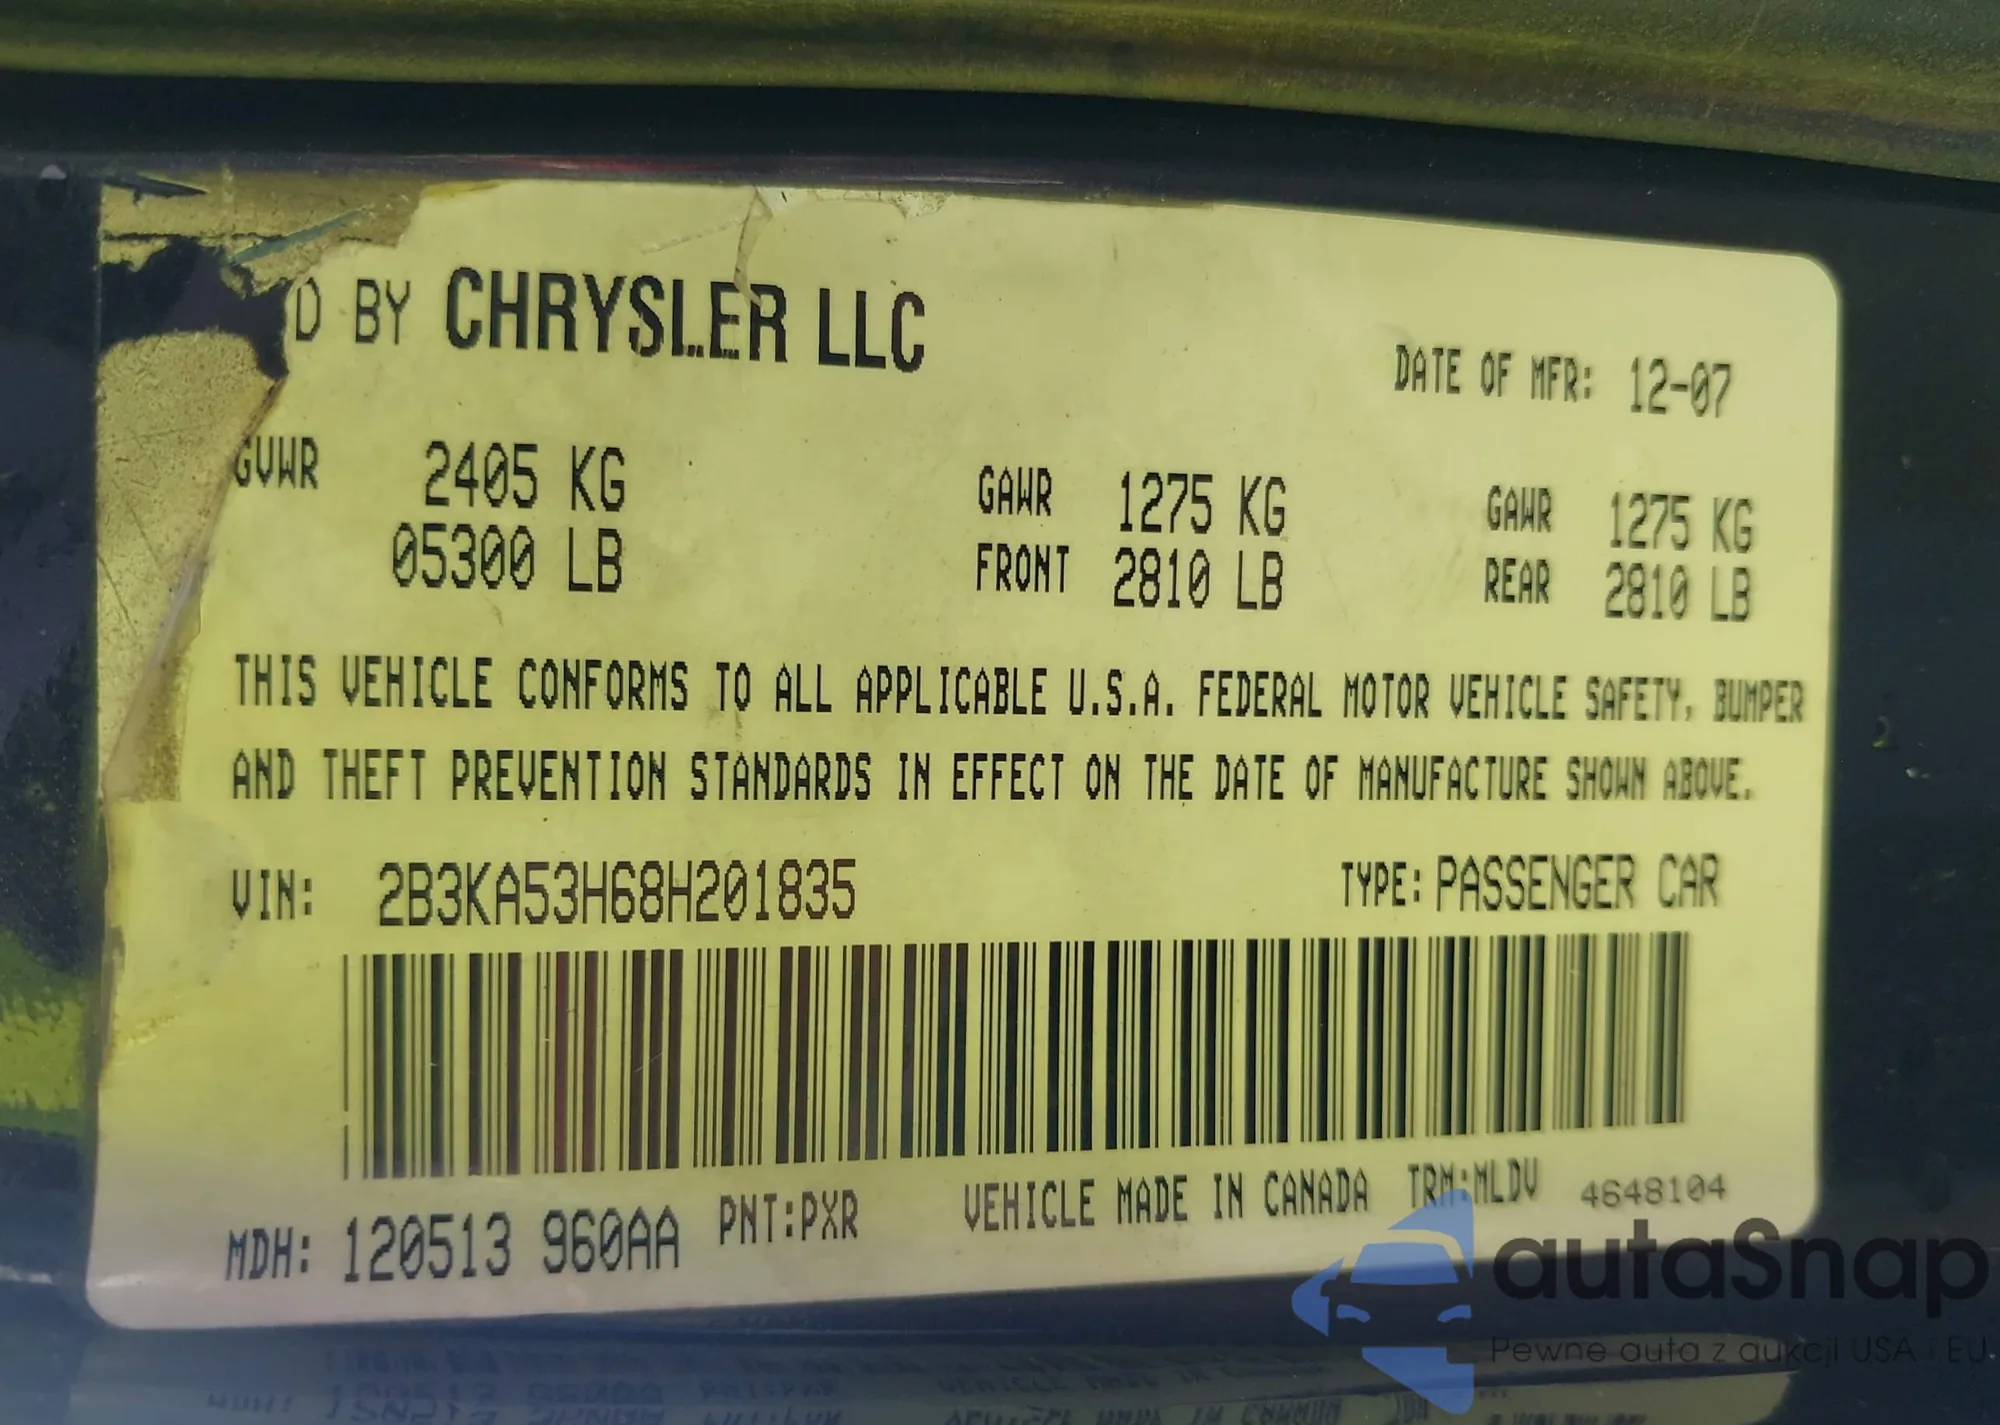 D BY CHRYSLER LLC
DATE OF MFR: 12-07
GVWR 2405 KG GAWR 1275 KG GAWR 1275 KG
05300 LB FRONT 2810 LB REAR 2810 LB
THIS VEHICLE CONFORMS TO ALL APPLICABLE U.S.A. FEDERAL MOTOR VEHICLE SAFETY, BUMPER
AND THEFT PREVENTION STANDARDS IN EFFECT ON THE DATE OF MANUFACTURE SHOWN ABOVE.
VIN: 2B3KA53H68H201835 TYPE: PASSENGER CAR
MDH: 120513 960AA PNT:PXR VEHICLE MADE IN CANADA TRM:MLDV 4648104
autaSnap
Pewne auta z aukcji USA i EU